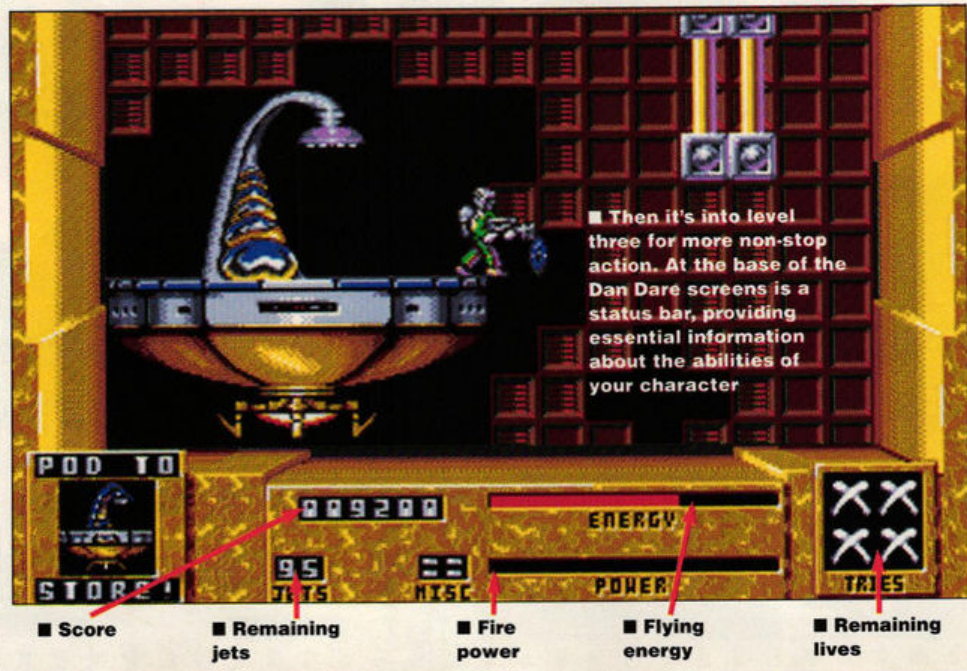 ■ Then it's into level
three for more non-stop
action. At the base of the
Dan Dare screens is a
status bar, providing
essential information
about the abilities of
your character
POD TO
STORE!
009200
ENERGY
95
JETS
MISC
POWER
TRIES
■ Score
■ Remaining
jets
■ Fire
power
■ Flying
energy
■ Remaining
lives